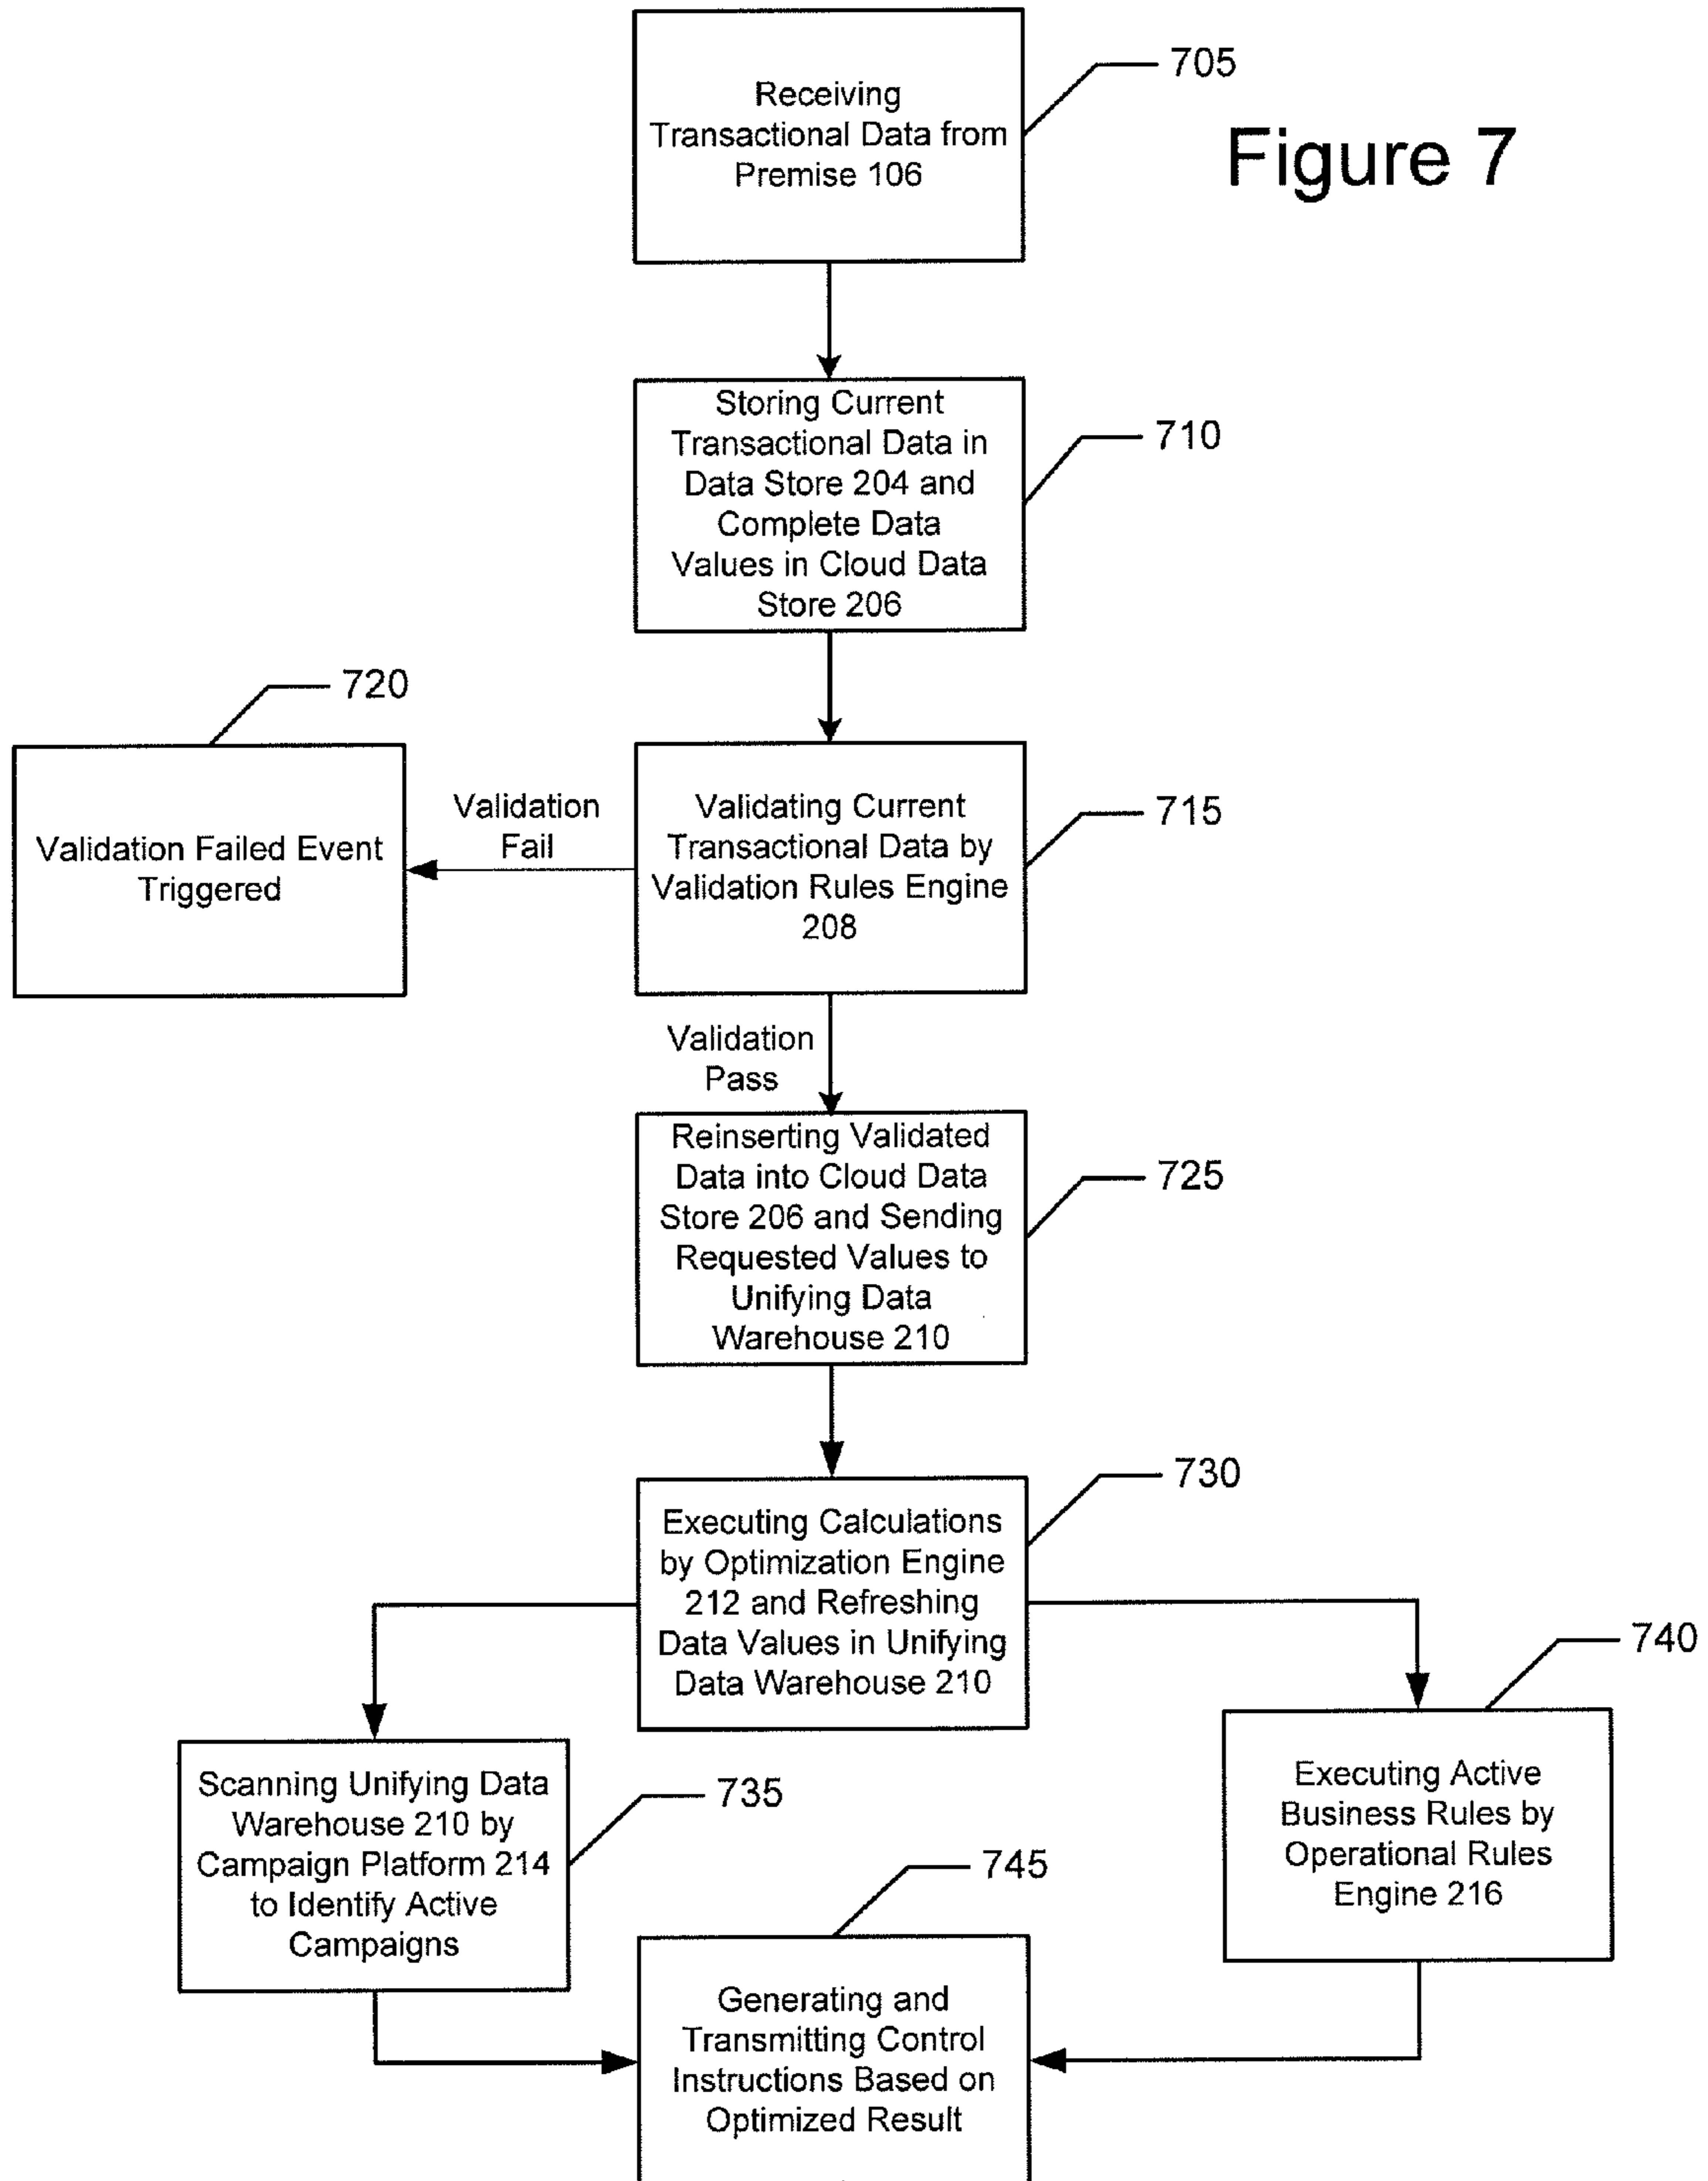 705
Receiving
Transactional Data from
Premise 106
Figure 7
Storing Current
Transactional Data in
Data Store 204 and
Complete Data
Values in Cloud Data
Store 206
710
720
Validation Failed Event
Triggered
Validation
Fail
Validating Current
Transactional Data by
Validation Rules Engine
208
715
Validation
Pass
Reinserting Validated
Data into Cloud Data
Store 206 and Sending
Requested Values to
Unifying Data
Warehouse 210
725
730
Executing Calculations
by Optimization Engine
212 and Refreshing
Data Values in Unifying
Data Warehouse 210
740
Scanning Unifying Data
Warehouse 210 by
Campaign Platform 214
to Identify Active
Campaigns
735
Executing Active
Business Rules by
Operational Rules
Engine 216
745
Generating and
Transmitting Control
Instructions Based on
Optimized Result